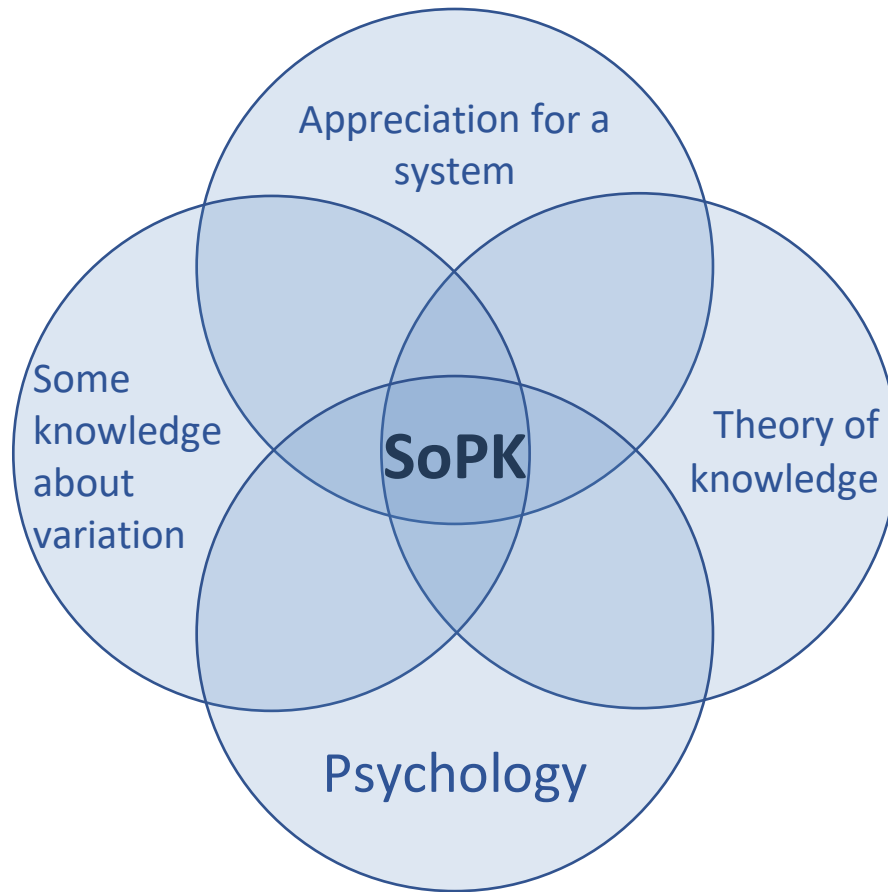 Appreciation for a
system
Some
knowledge
about
variation
SoPK
Theory of
knowledge
Psychology